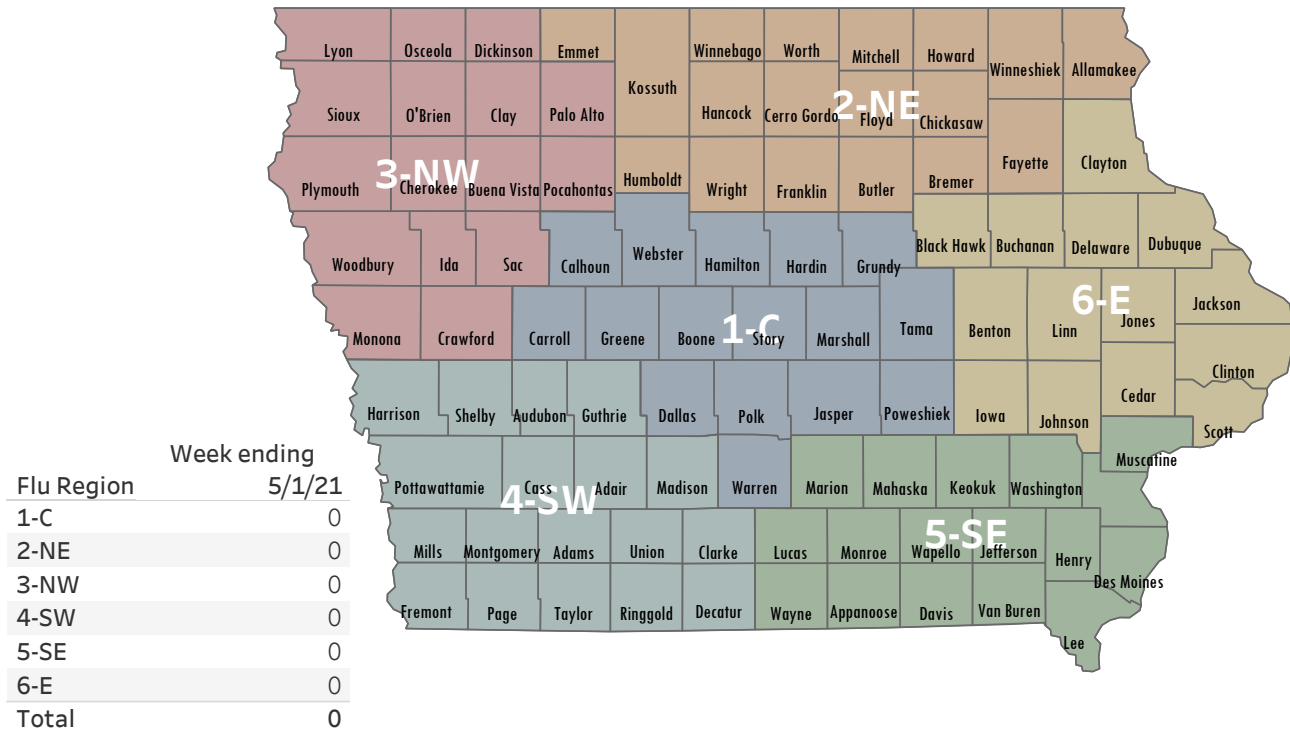 Lyon Osceola Dickinson Emmet Winnebago Worth Mitchell Howard Winneshiek Allamakee
Kossuth
Sioux O'Brien Clay Palo Alto Hancock Cerro Gordo 2-NE Floyd Chickasaw
Fayette Clayton
3-NW
Plymouth Cherokee Buena Vista Pocahontas Humboldt Wright Franklin Butler Bremer
Woodbury Ida Sac Calhoun Webster Hamilton Hardin Grundy Black Hawk Buchanan Delaware Dubuque
6-E
Monona Crawford Carroll Greene Boone 1-C Story Marshall Tama Benton Linn Jones Jackson
Clinton
Harrison Shelby Audubon Guthrie Dallas Polk Jasper Poweshiek Iowa Johnson Cedar
Scott
Muscatine
Pottawattamie Cass Adair Madison Warren Marion Mahaska Keokuk Washington
4-SW
5-SE
Mills Montgomery Adams Union Clarke Lucas Monroe Wapello Jefferson Henry
Des Moines
Fremont Page Taylor Ringgold Decatur Wayne Appanoose Davis Van Buren
Lee
Week ending
Flu Region 5/1/21
1-C 0
2-NE 0
3-NW 0
4-SW 0
5-SE 0
6-E 0
Total 0